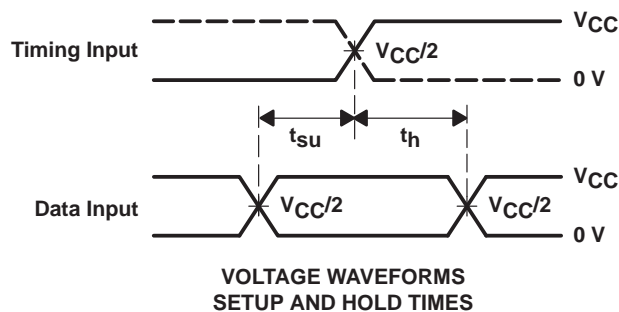 VCC
Timing Input
VCC/2
0 V
tsu
th
VCC
Data Input
VCC/2
VCC/2
0 V
VOLTAGE WAVEFORMS
SETUP AND HOLD TIMES